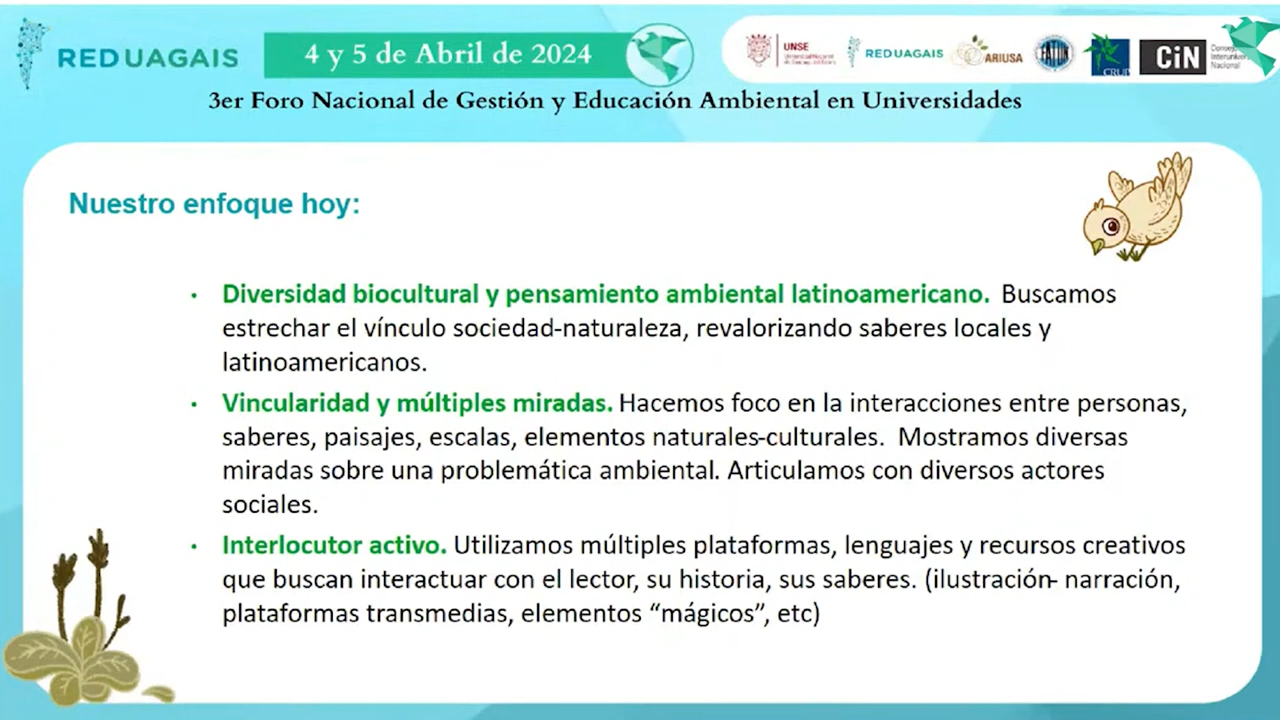 REDUAGAIS
4 y 5 de Abril de 2024
UNSE
REDUAGAIS
ARIUSA
FATUN
CRUP
CiN
Consejo
Interuniversitario
Nacional
3er Foro Nacional de Gestión y Educación Ambiental en Universidades
Nuestro enfoque hoy:
· Diversidad biocultural y pensamiento ambiental latinoamericano. Buscamos
estrechar el vínculo sociedad-naturaleza, revalorizando saberes locales y
latinoamericanos.
· Vincularidad y múltiples miradas. Hacemos foco en la interacciones entre personas,
saberes, paisajes, escalas, elementos naturales-culturales. Mostramos diversas
miradas sobre una problemática ambiental. Articulamos con diversos actores
sociales.
· Interlocutor activo. Utilizamos múltiples plataformas, lenguajes y recursos creativos
que buscan interactuar con el lector, su historia, sus saberes. (ilustración- narración,
plataformas transmedias, elementos “mágicos”, etc)